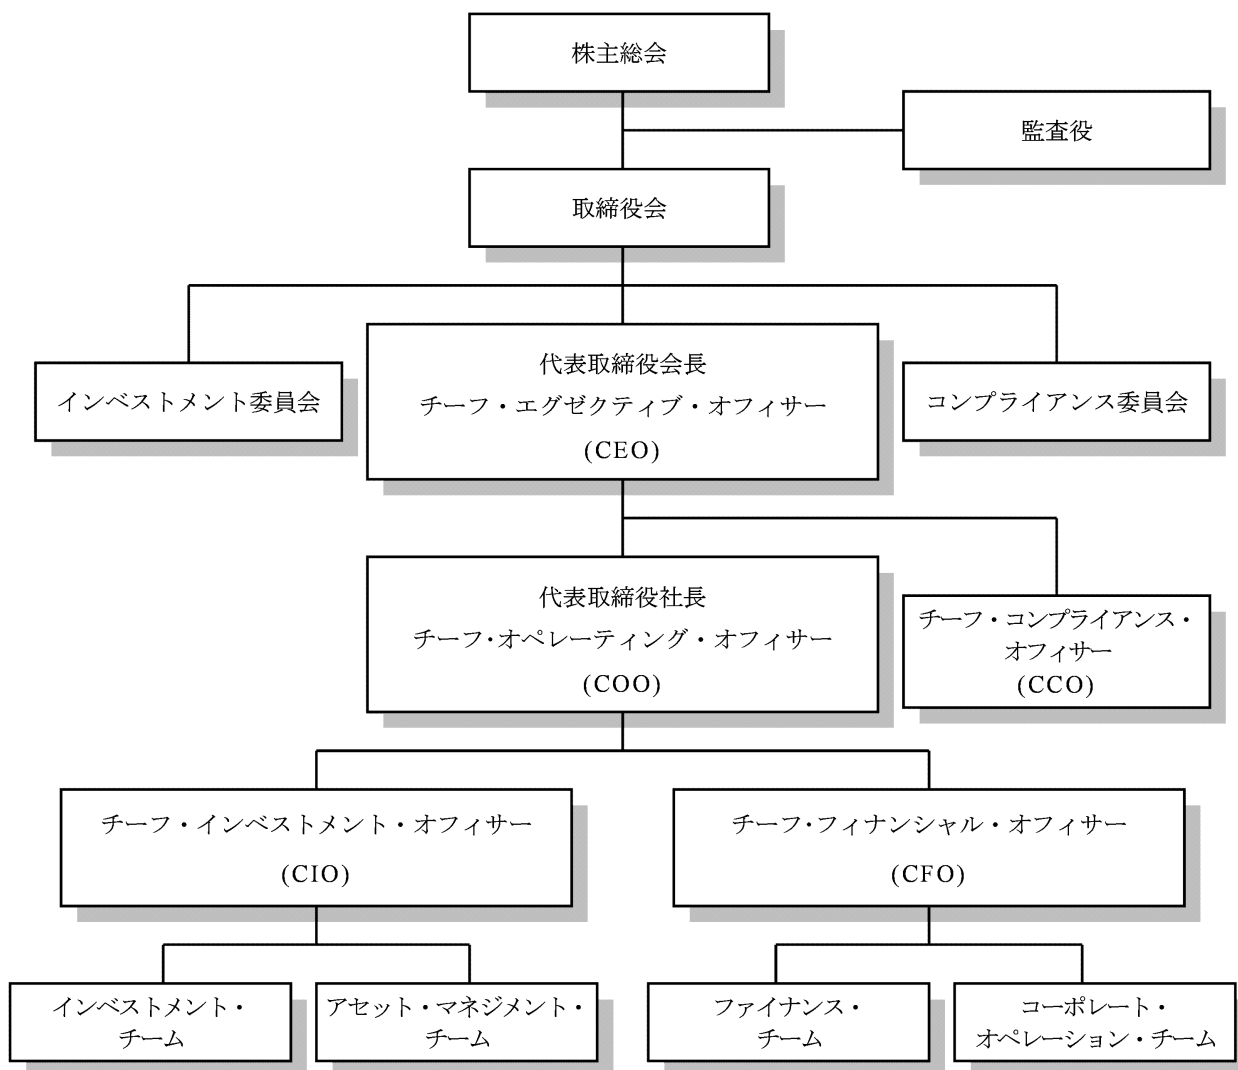 株主総会
監査役
取締役会
インベストメント委員会
代表取締役会長
チーフ・エグゼクティブ・オフィサー
(CEO)
コンプライアンス委員会
代表取締役社長
チーフ・オペレーティング・オフィサー
(COO)
チーフ・コンプライアンス・
オフィサー
(CCO)
チーフ・インベストメント・オフィサー
(CIO)
チーフ・フィナンシャル・オフィサー
(CFO)
インベストメント・
チーム
アセット・マネジメント・
チーム
ファイナンス・
チーム
コーポレート・
オペレーション・チーム